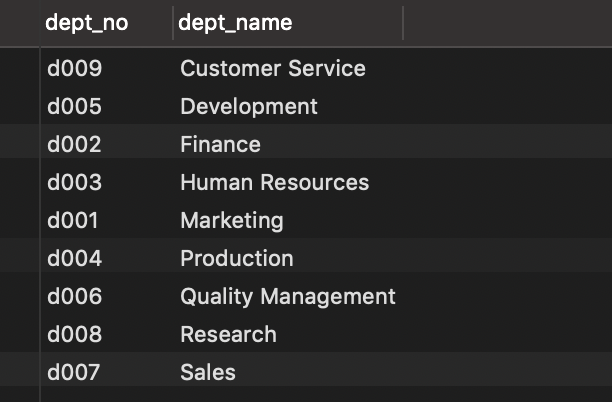 dept_no dept_name
d009 Customer Service
d005 Development
d002 Finance
d003 Human Resources
d001 Marketing
d004 Production
d006 Quality Management
d008 Research
d007 Sales